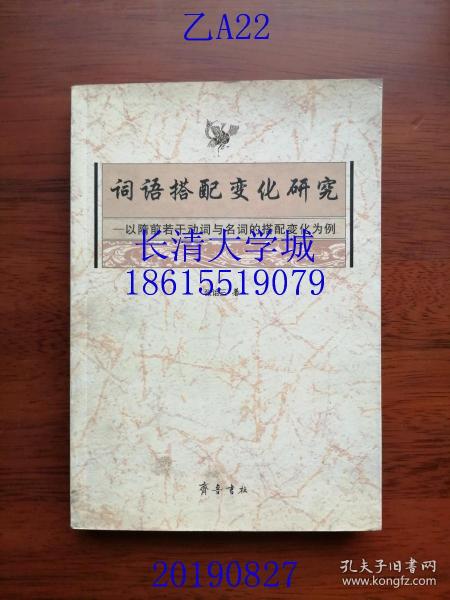 乙A22
词语搭配变化研究
—以隋前若干动词与名词的搭配变化为例
长清大学城
18615519079
著
齐鲁书社
20190827
孔夫子旧书网
www.kongfz.com